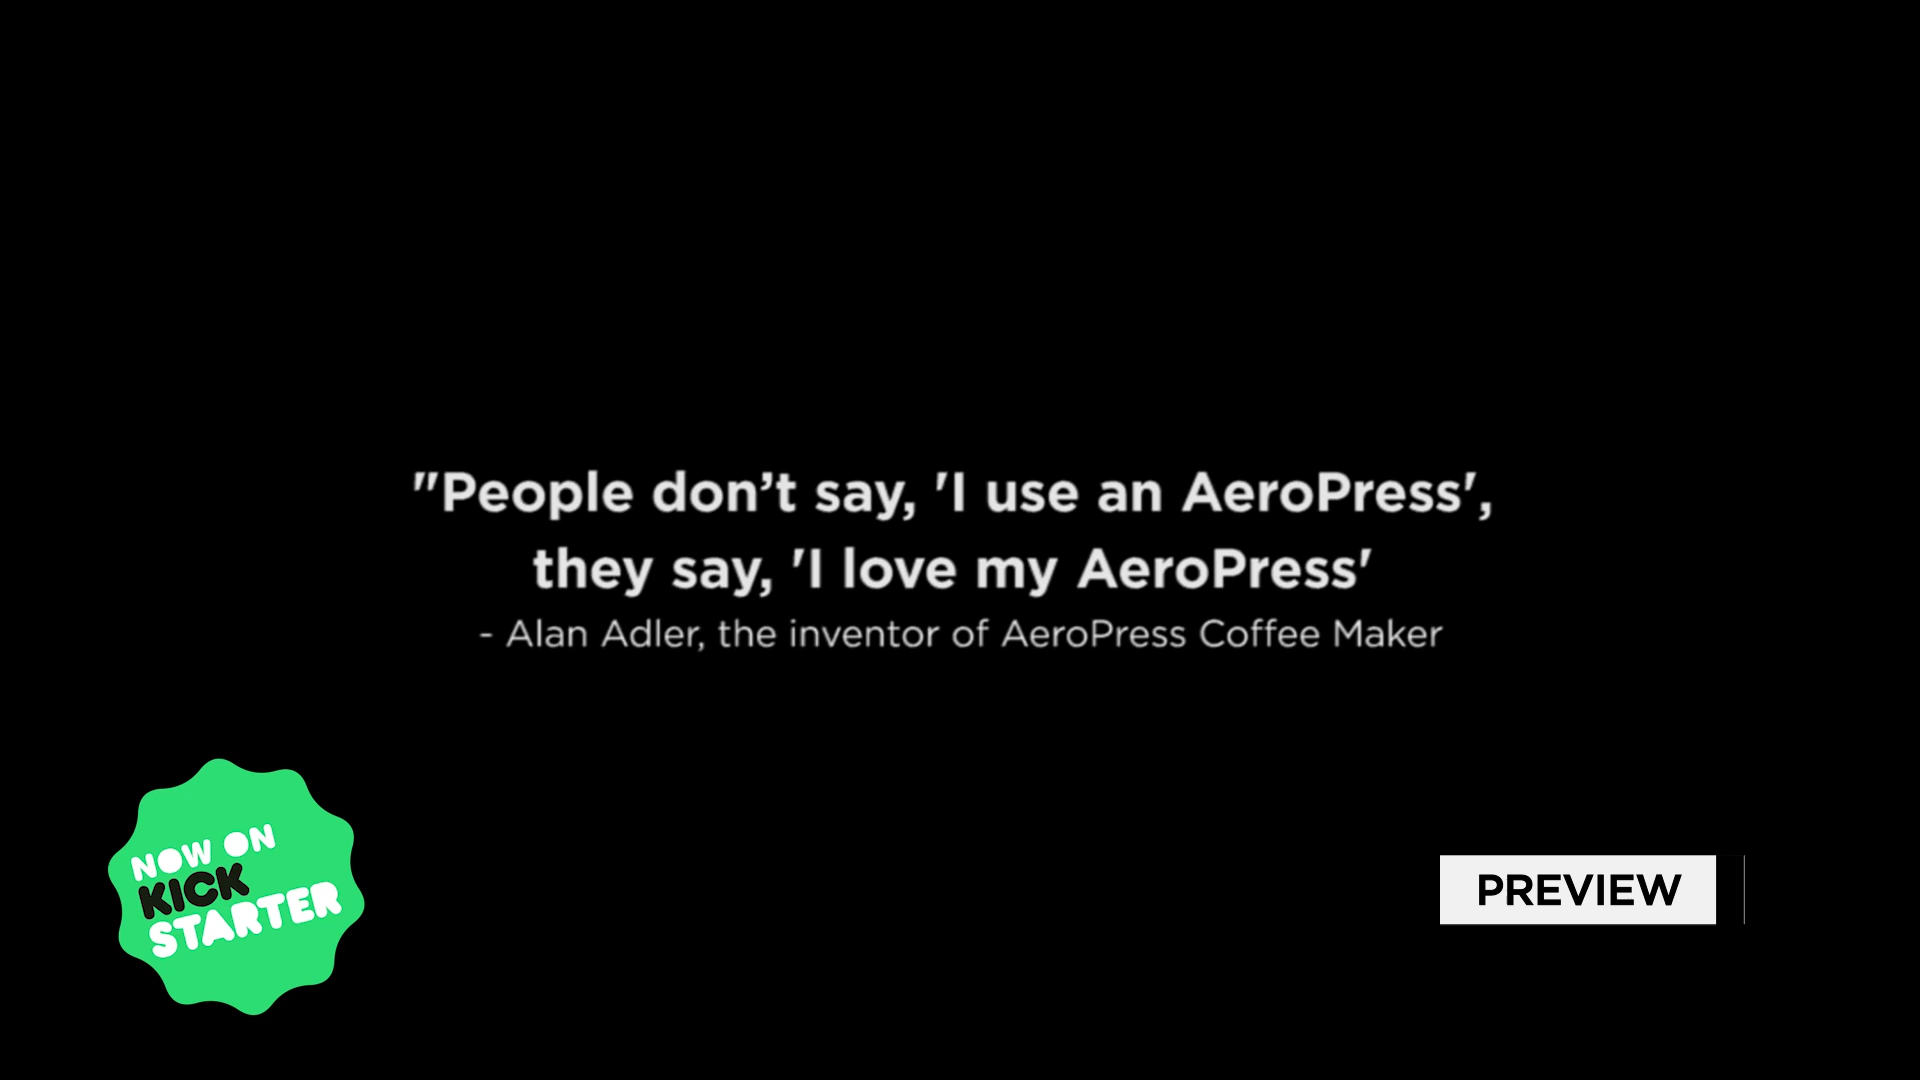 "People don’t say, 'I use an AeroPress',
they say, 'I love my AeroPress'
- Alan Adler, the inventor of AeroPress Coffee Maker
NOW ON
KICK
STARTER
PREVIEW